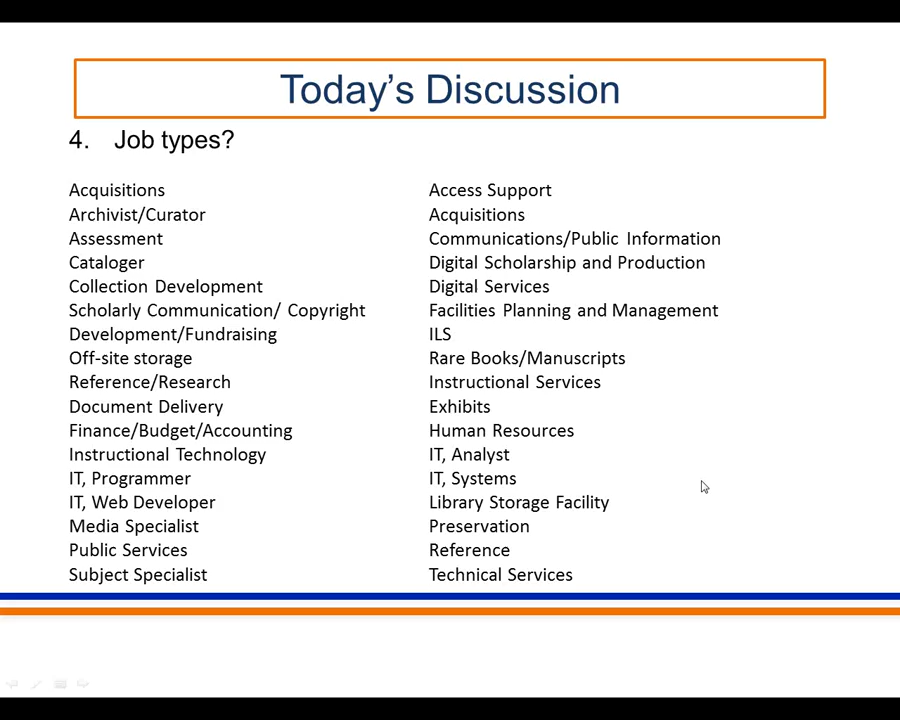 Today's Discussion
4. Job types?
Acquisitions
Archivist/Curator
Assessment
Cataloger
Collection Development
Scholarly Communication/ Copyright
Development/Fundraising
Off-site storage
Reference/Research
Document Delivery
Finance/Budget/Accounting
Instructional Technology
IT, Programmer
IT, Web Developer
Media Specialist
Public Services
Subject Specialist
Access Support
Acquisitions
Communications/Public Information
Digital Scholarship and Production
Digital Services
Facilities Planning and Management
ILS
Rare Books/Manuscripts
Instructional Services
Exhibits
Human Resources
IT, Analyst
IT, Systems
Library Storage Facility
Preservation
Reference
Technical Services